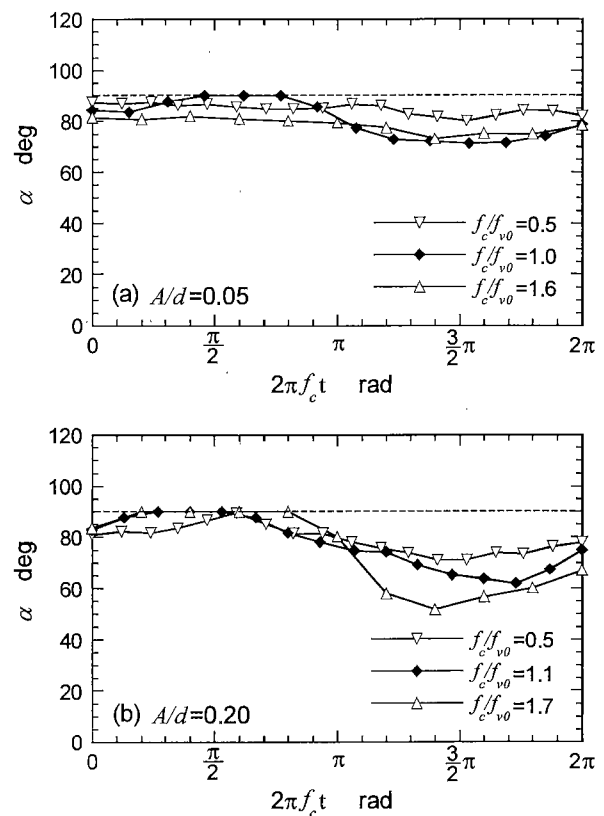 120
100
80
60
40
20
0
α deg
f_c/f_v0=0.5
f_c/f_v0=1.0
f_c/f_v0=1.6
(a) A/d=0.05
0
π/2
π
3/2 π
2π
2πf_c t rad
120
100
80
60
40
20
0
α deg
f_c/f_v0=0.5
f_c/f_v0=1.1
f_c/f_v0=1.7
(b) A/d=0.20
0
π/2
π
3/2 π
2π
2πf_c t rad